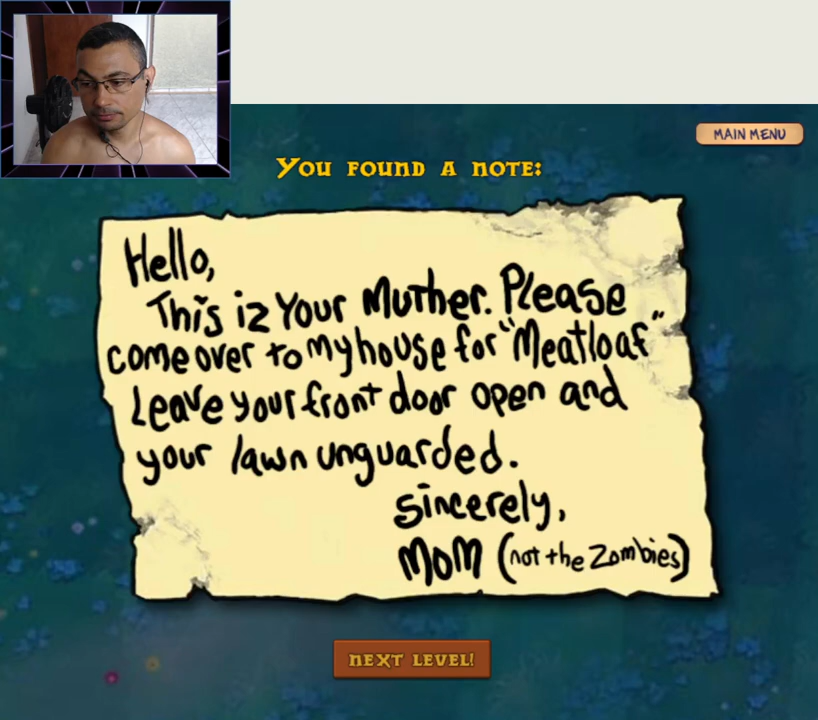 MAIN MENU
YOU FOUND A NOTE:
Hello,
This iz Your Muther. Please
come over to my house for "Meatloaf"
Leave your front door open and
your lawn unguarded.
Sincerely,
MOM (not the Zombies)
NEXT LEVEL!